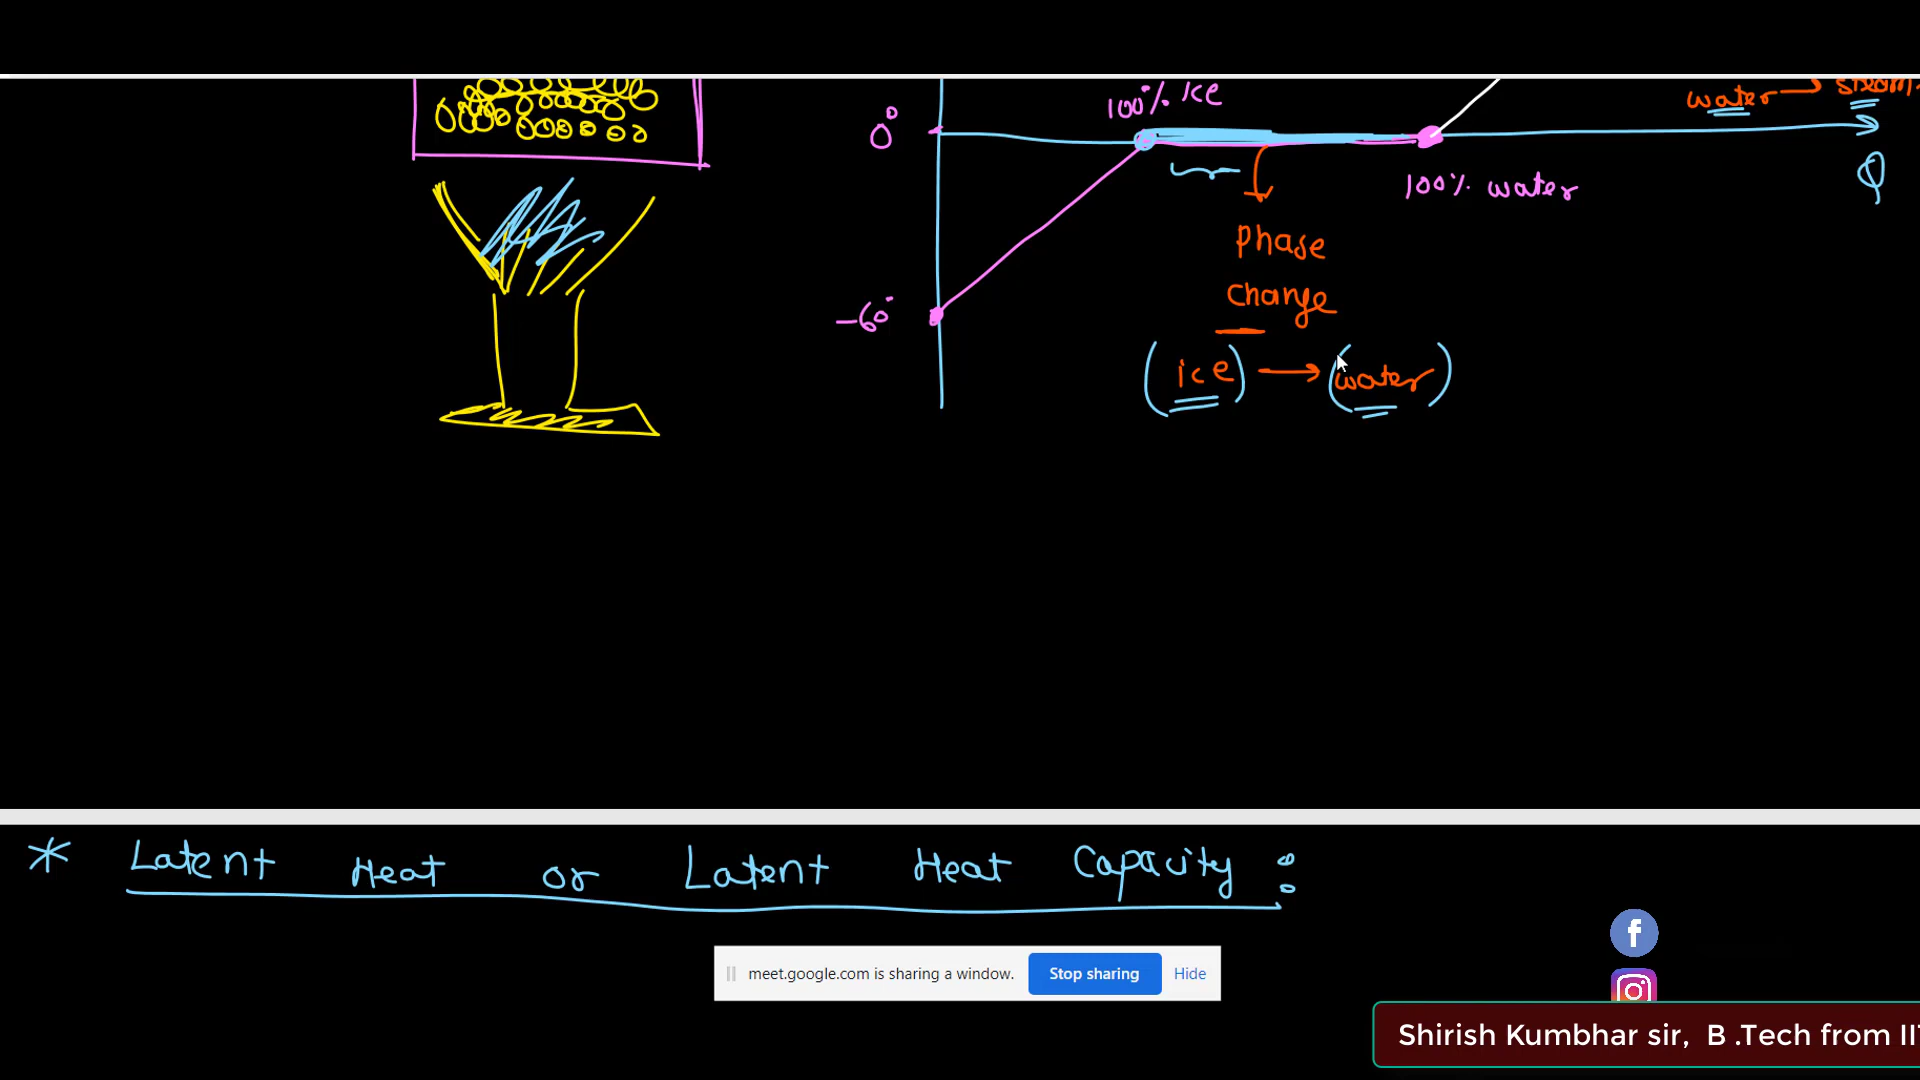 100% Ice
water → steam
0°
100% water
Q
Phase
change
-60°
(ice) → (water)
* Latent Heat or Latent Heat Capacity :
meet.google.com is sharing a window. Stop sharing Hide
f
Shirish Kumbhar sir, B .Tech from II